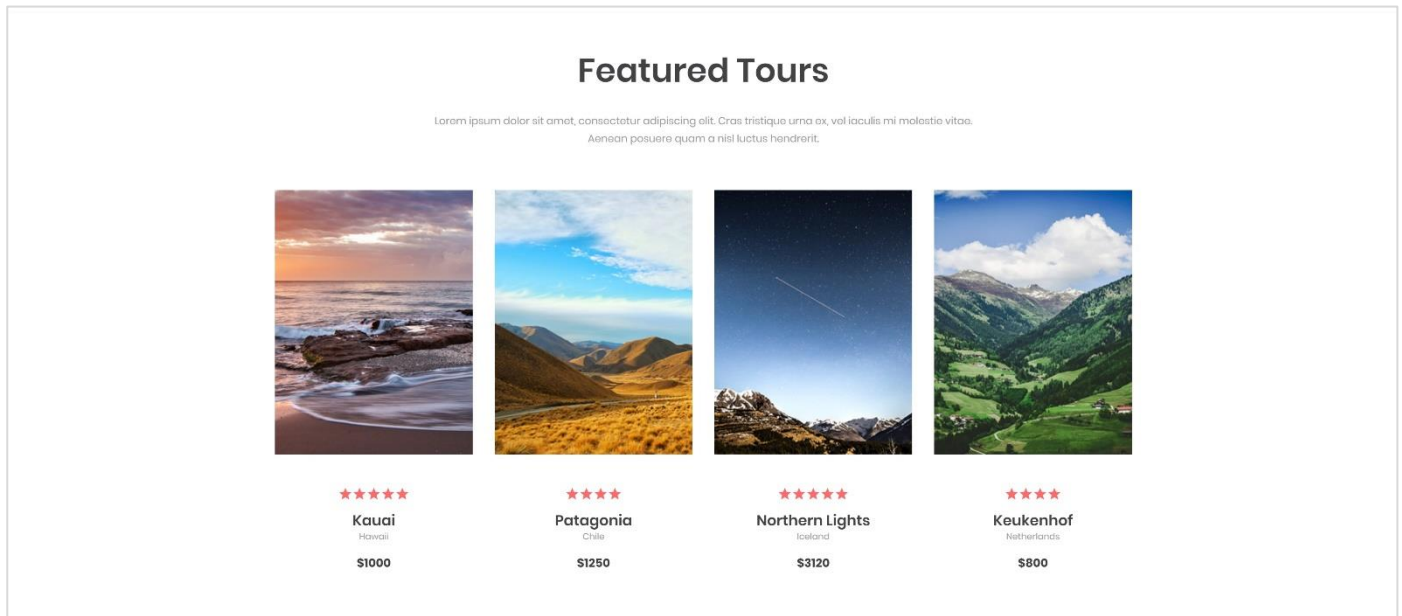 Featured Tours
Lorem ipsum dolor sit amet, consectetur adipiscing elit. Cras tristique urna ex, vel iaculis mi molestie vitae.
Aenean posuere quam a nisl luctus hendrerit.
Kauai
Hawaii
$1000
Patagonia
Chile
$1250
Northern Lights
Iceland
$3120
Keukenhof
Netherlands
$800